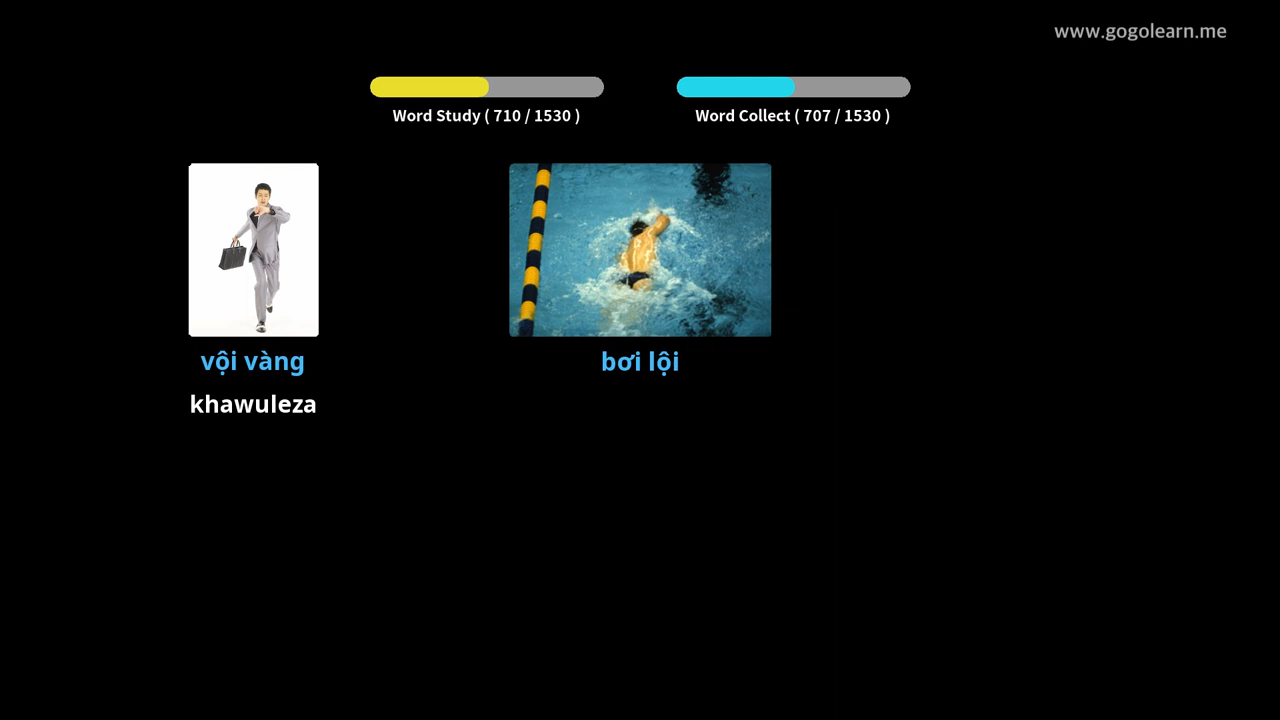 www.gogolearn.me
Word Study ( 710 / 1530 )
Word Collect ( 707 / 1530 )
vội vàng
khawuleza
bơi lội